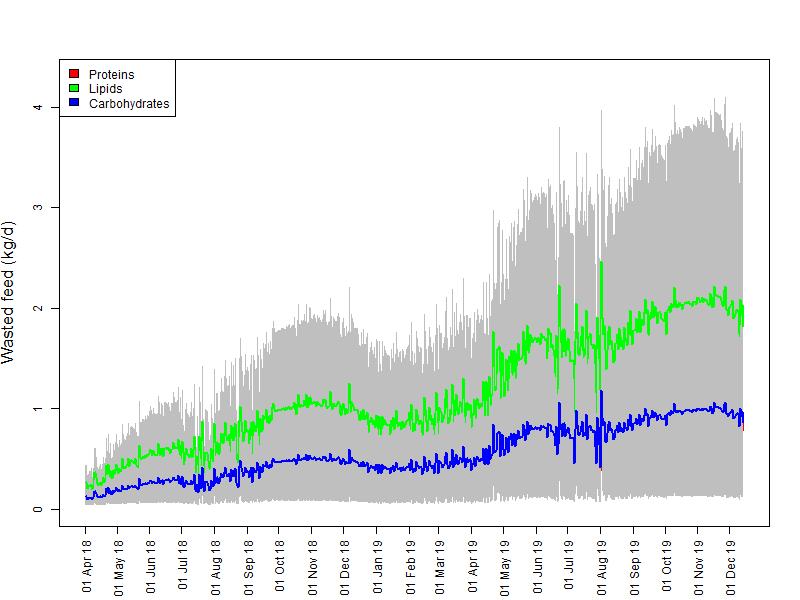 Proteins
Lipids
Carbohydrates
Wasted feed (kg/d)
4
3
2
1
0
01 Apr 18
01 May 18
01 Jun 18
01 Jul 18
01 Aug 18
01 Sep 18
01 Oct 18
01 Nov 18
01 Dec 18
01 Jan 19
01 Feb 19
01 Mar 19
01 Apr 19
01 May 19
01 Jun 19
01 Jul 19
01 Aug 19
01 Sep 19
01 Oct 19
01 Nov 19
01 Dec 19